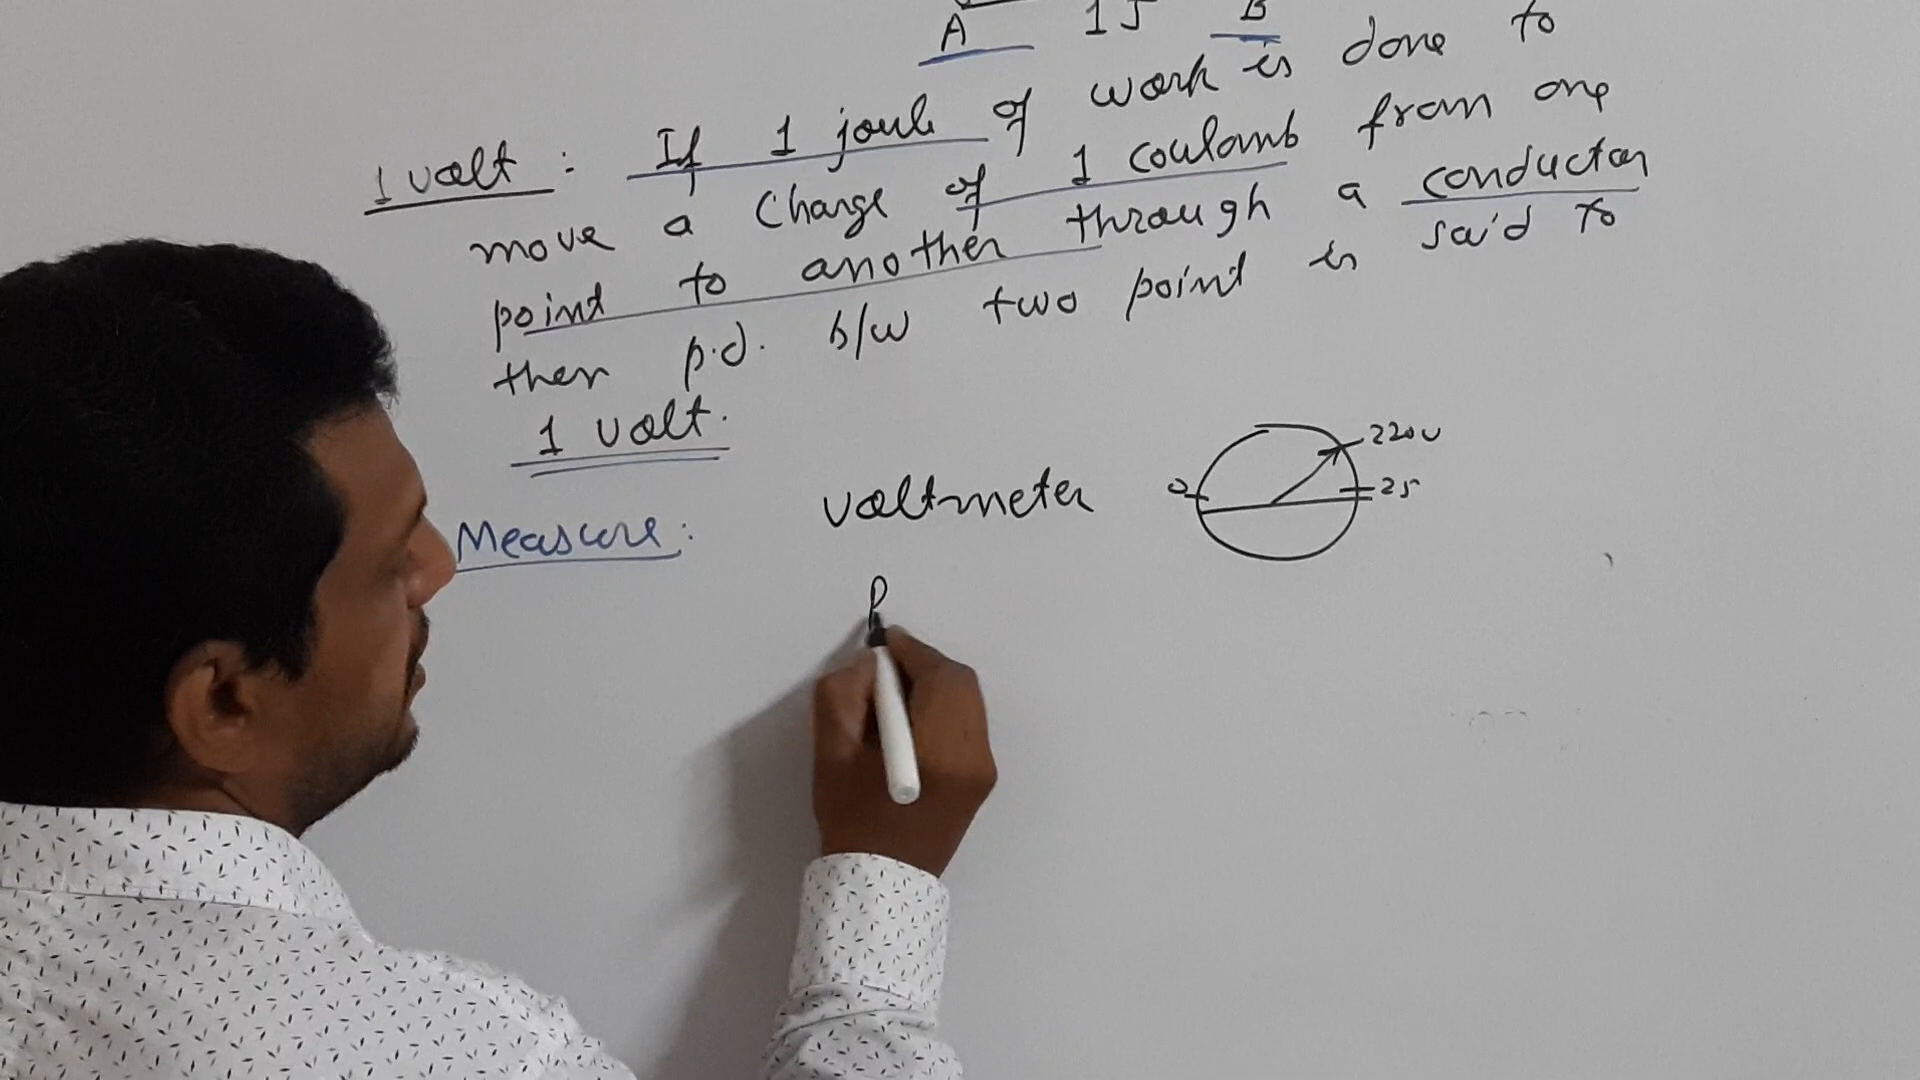 A 1J B
1 volt : If 1 joule of work is done to
move a charge of 1 coulomb from one
point to another through a conductor
then p.d. b/w two point is said to
1 volt.
Measure: voltmeter
0 220v
25
P